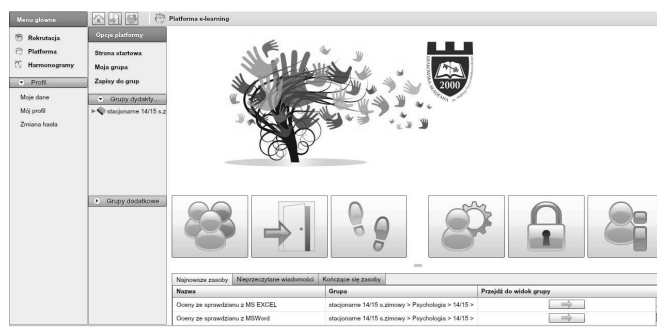 Menu główne
Rekrutacja
Platforma
Harmonogramy
Profil
Moje dane
Mój profil
Zmiana hasła
Opcje platformy
Strona startowa
Moja grupa
Zapisy do grup
Grupy dydakty...
stacjonarne 14/15 s.z
Grupy dodatkowe
Platforma e-learning
KRAKOWSKA AKADEMIA
2000
Najnowsze zasoby Nieprzeczytane wiadomości Kończące się zasoby
Nazwa Grupa Przejdź do widok grupy
Oceny ze sprawdzianu z MS EXCEL stacjonarne 14/15 s.zimowy > Psychologia > 14/15 >
Oceny ze sprawdzianu z MSWord stacjonarne 14/15 s.zimowy > Psychologia > 14/15 >